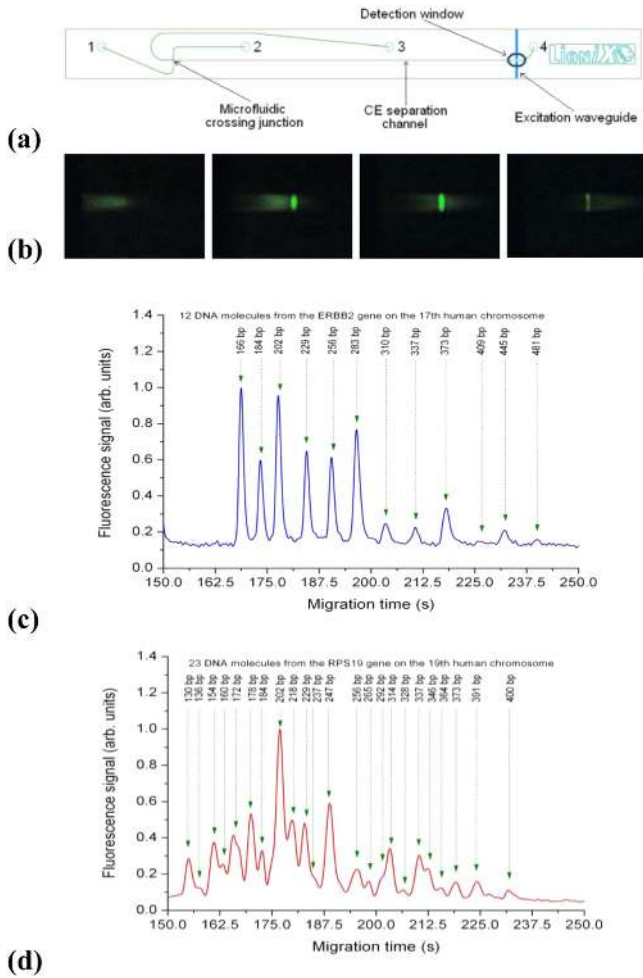 Detection window
1
2
3
4
LioniX
Microfluidic crossing junction
CE separation channel
Excitation waveguide
(a)
(b)
12 DNA molecules from the ERBB2 gene on the 17th human chromosome
166 bp
184 bp
202 bp
229 bp
256 bp
283 bp
310 bp
337 bp
373 bp
409 bp
445 bp
481 bp
Fluorescence signal (arb. units)
1.4
1.2
1.0
0.8
0.6
0.4
0.2
0.0
150.0 162.5 175.0 187.5 200.0 212.5 225.0 237.5 250.0
Migration time (s)
(c)
23 DNA molecules from the RPS19 gene on the 19th human chromosome
130 bp
136 bp
154 bp
160 bp
172 bp
178 bp
184 bp
202 bp
218 bp
229 bp
237 bp
247 bp
256 bp
265 bp
292 bp
314 bp
328 bp
337 bp
346 bp
364 bp
373 bp
391 bp
400 bp
Fluorescence signal (arb. units)
1.4
1.2
1.0
0.8
0.6
0.4
0.2
0.0
150.0 162.5 175.0 187.5 200.0 212.5 225.0 237.5 250.0
Migration time (s)
(d)